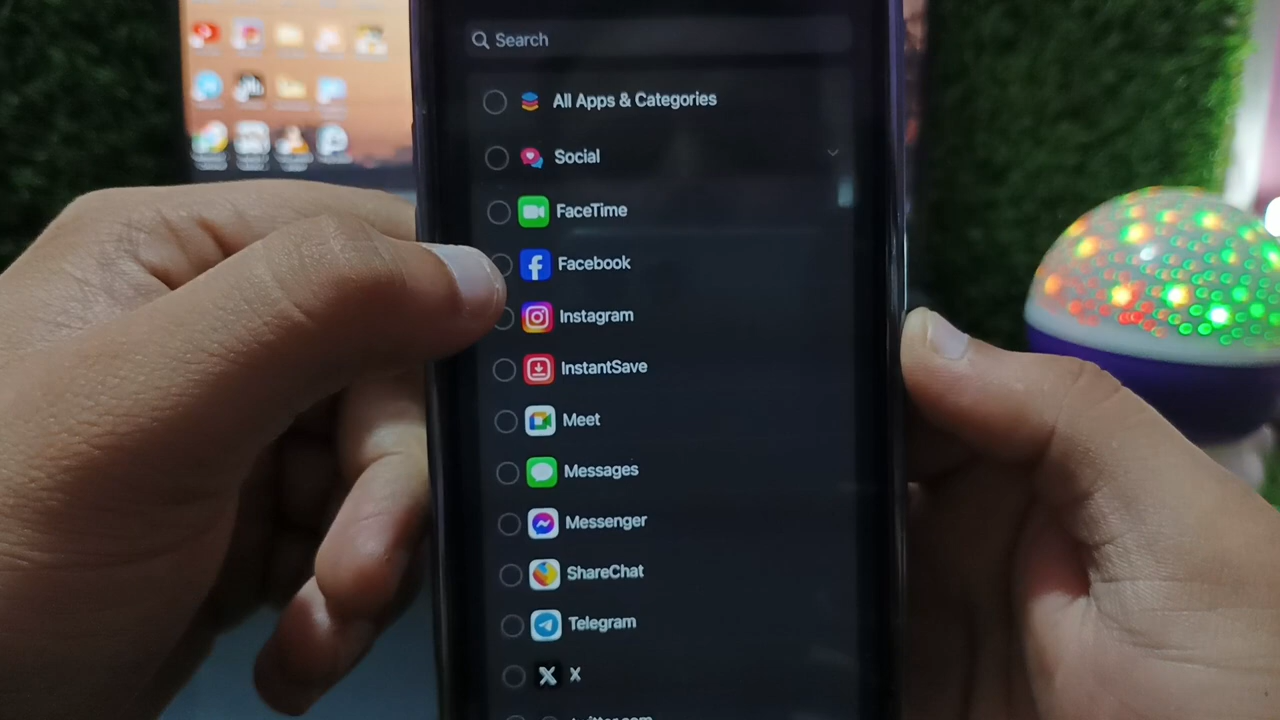 Search
All Apps & Categories
Social
FaceTime
Facebook
Instagram
InstantSave
Meet
Messages
Messenger
ShareChat
Telegram
X